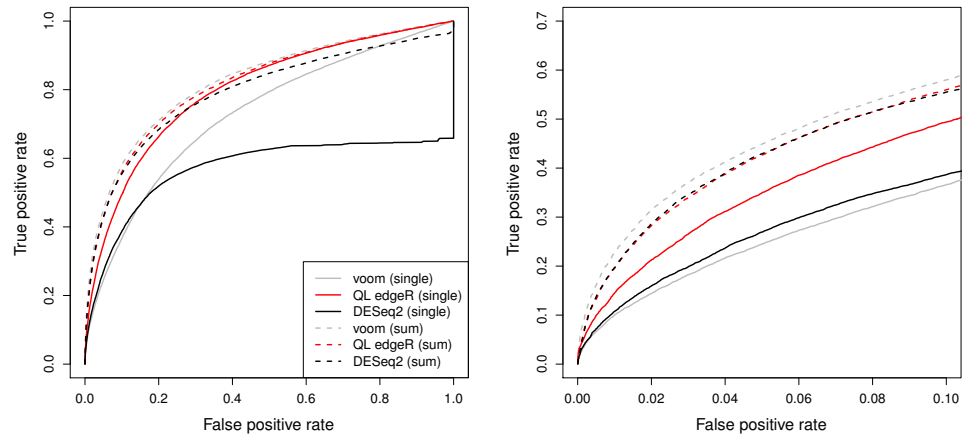 True positive rate
1.0
0.8
0.6
0.4
0.2
0.0
voom (single)
QL edgeR (single)
DESeq2 (single)
voom (sum)
QL edgeR (sum)
DESeq2 (sum)
0.0 0.2 0.4 0.6 0.8 1.0
False positive rate
True positive rate
0.7
0.6
0.5
0.4
0.3
0.2
0.1
0.0
0.00 0.02 0.04 0.06 0.08 0.10
False positive rate